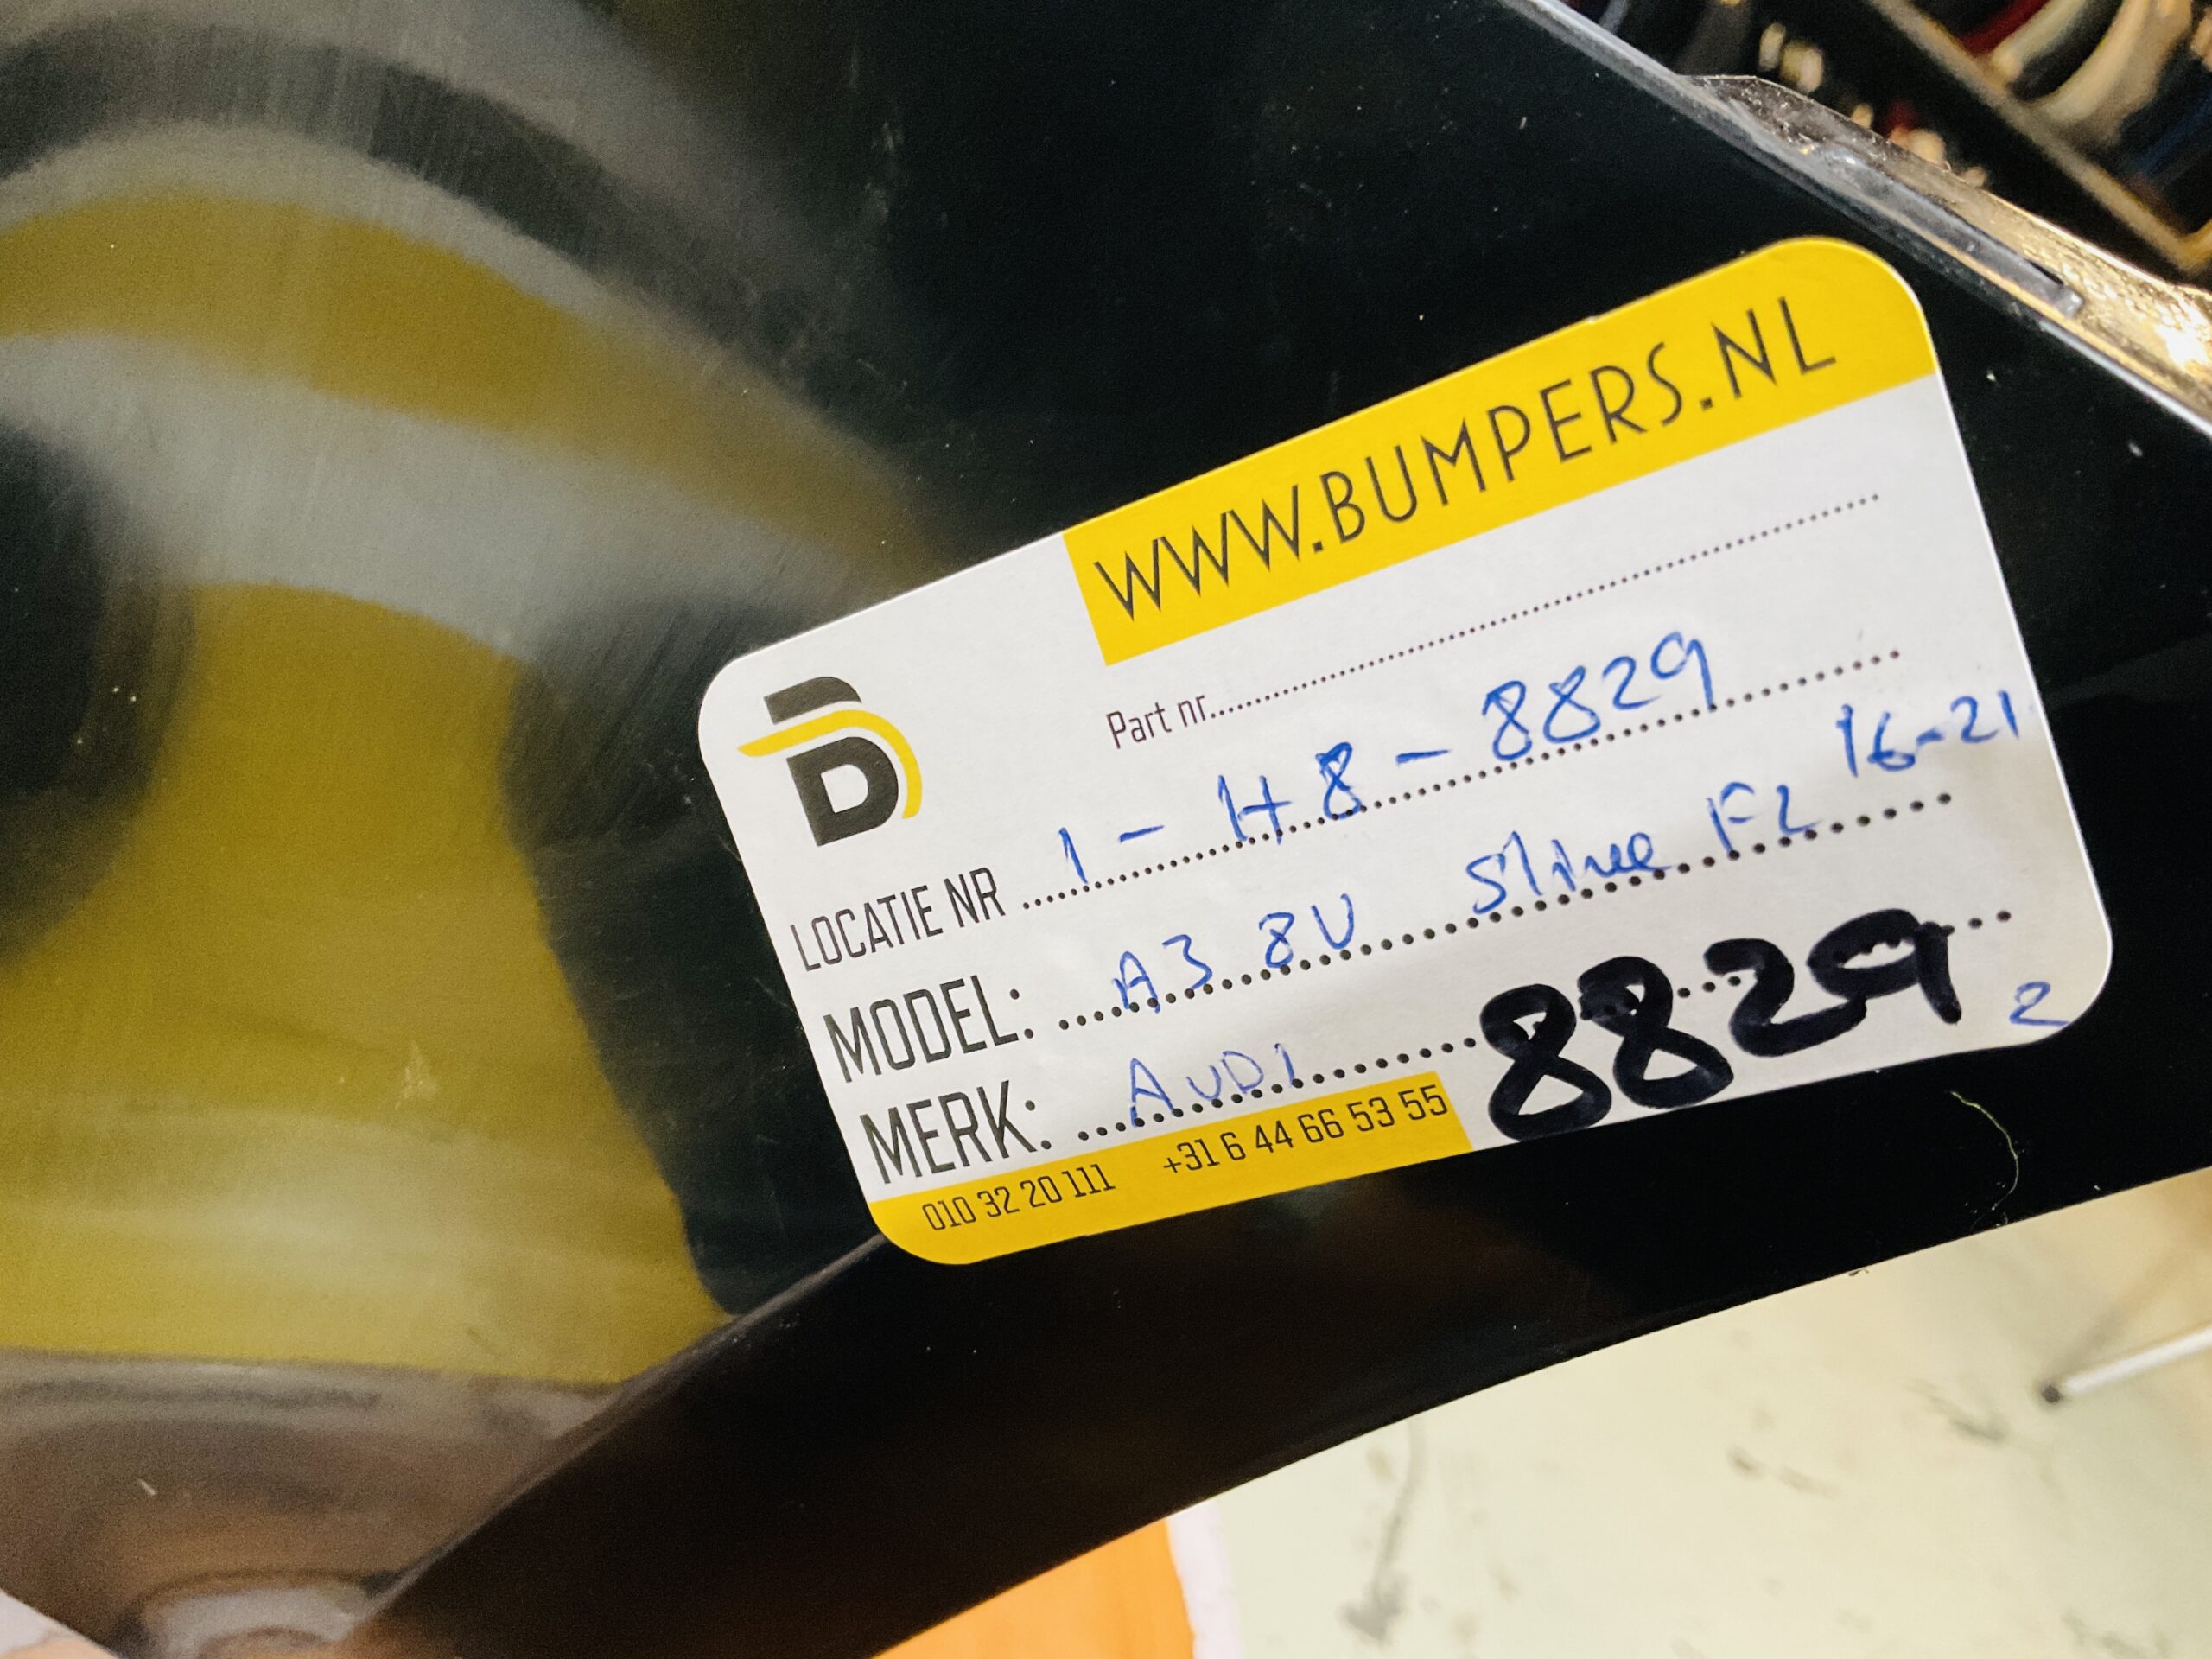 WWW.BUMPERS.NL
Part nr.
LOCATIE NR 1 - H8 - 8829
MODEL: A3 8V Sline FL 16-21
MERK: AUDI
8829 2
010 32 20 111 +31 6 44 66 53 55